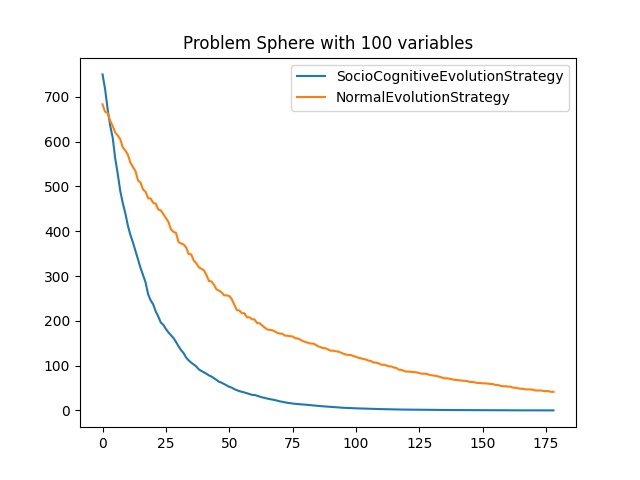 Problem Sphere with 100 variables
SocioCognitiveEvolutionStrategy
NormalEvolutionStrategy
700
600
500
400
300
200
100
0
0 25 50 75 100 125 150 175